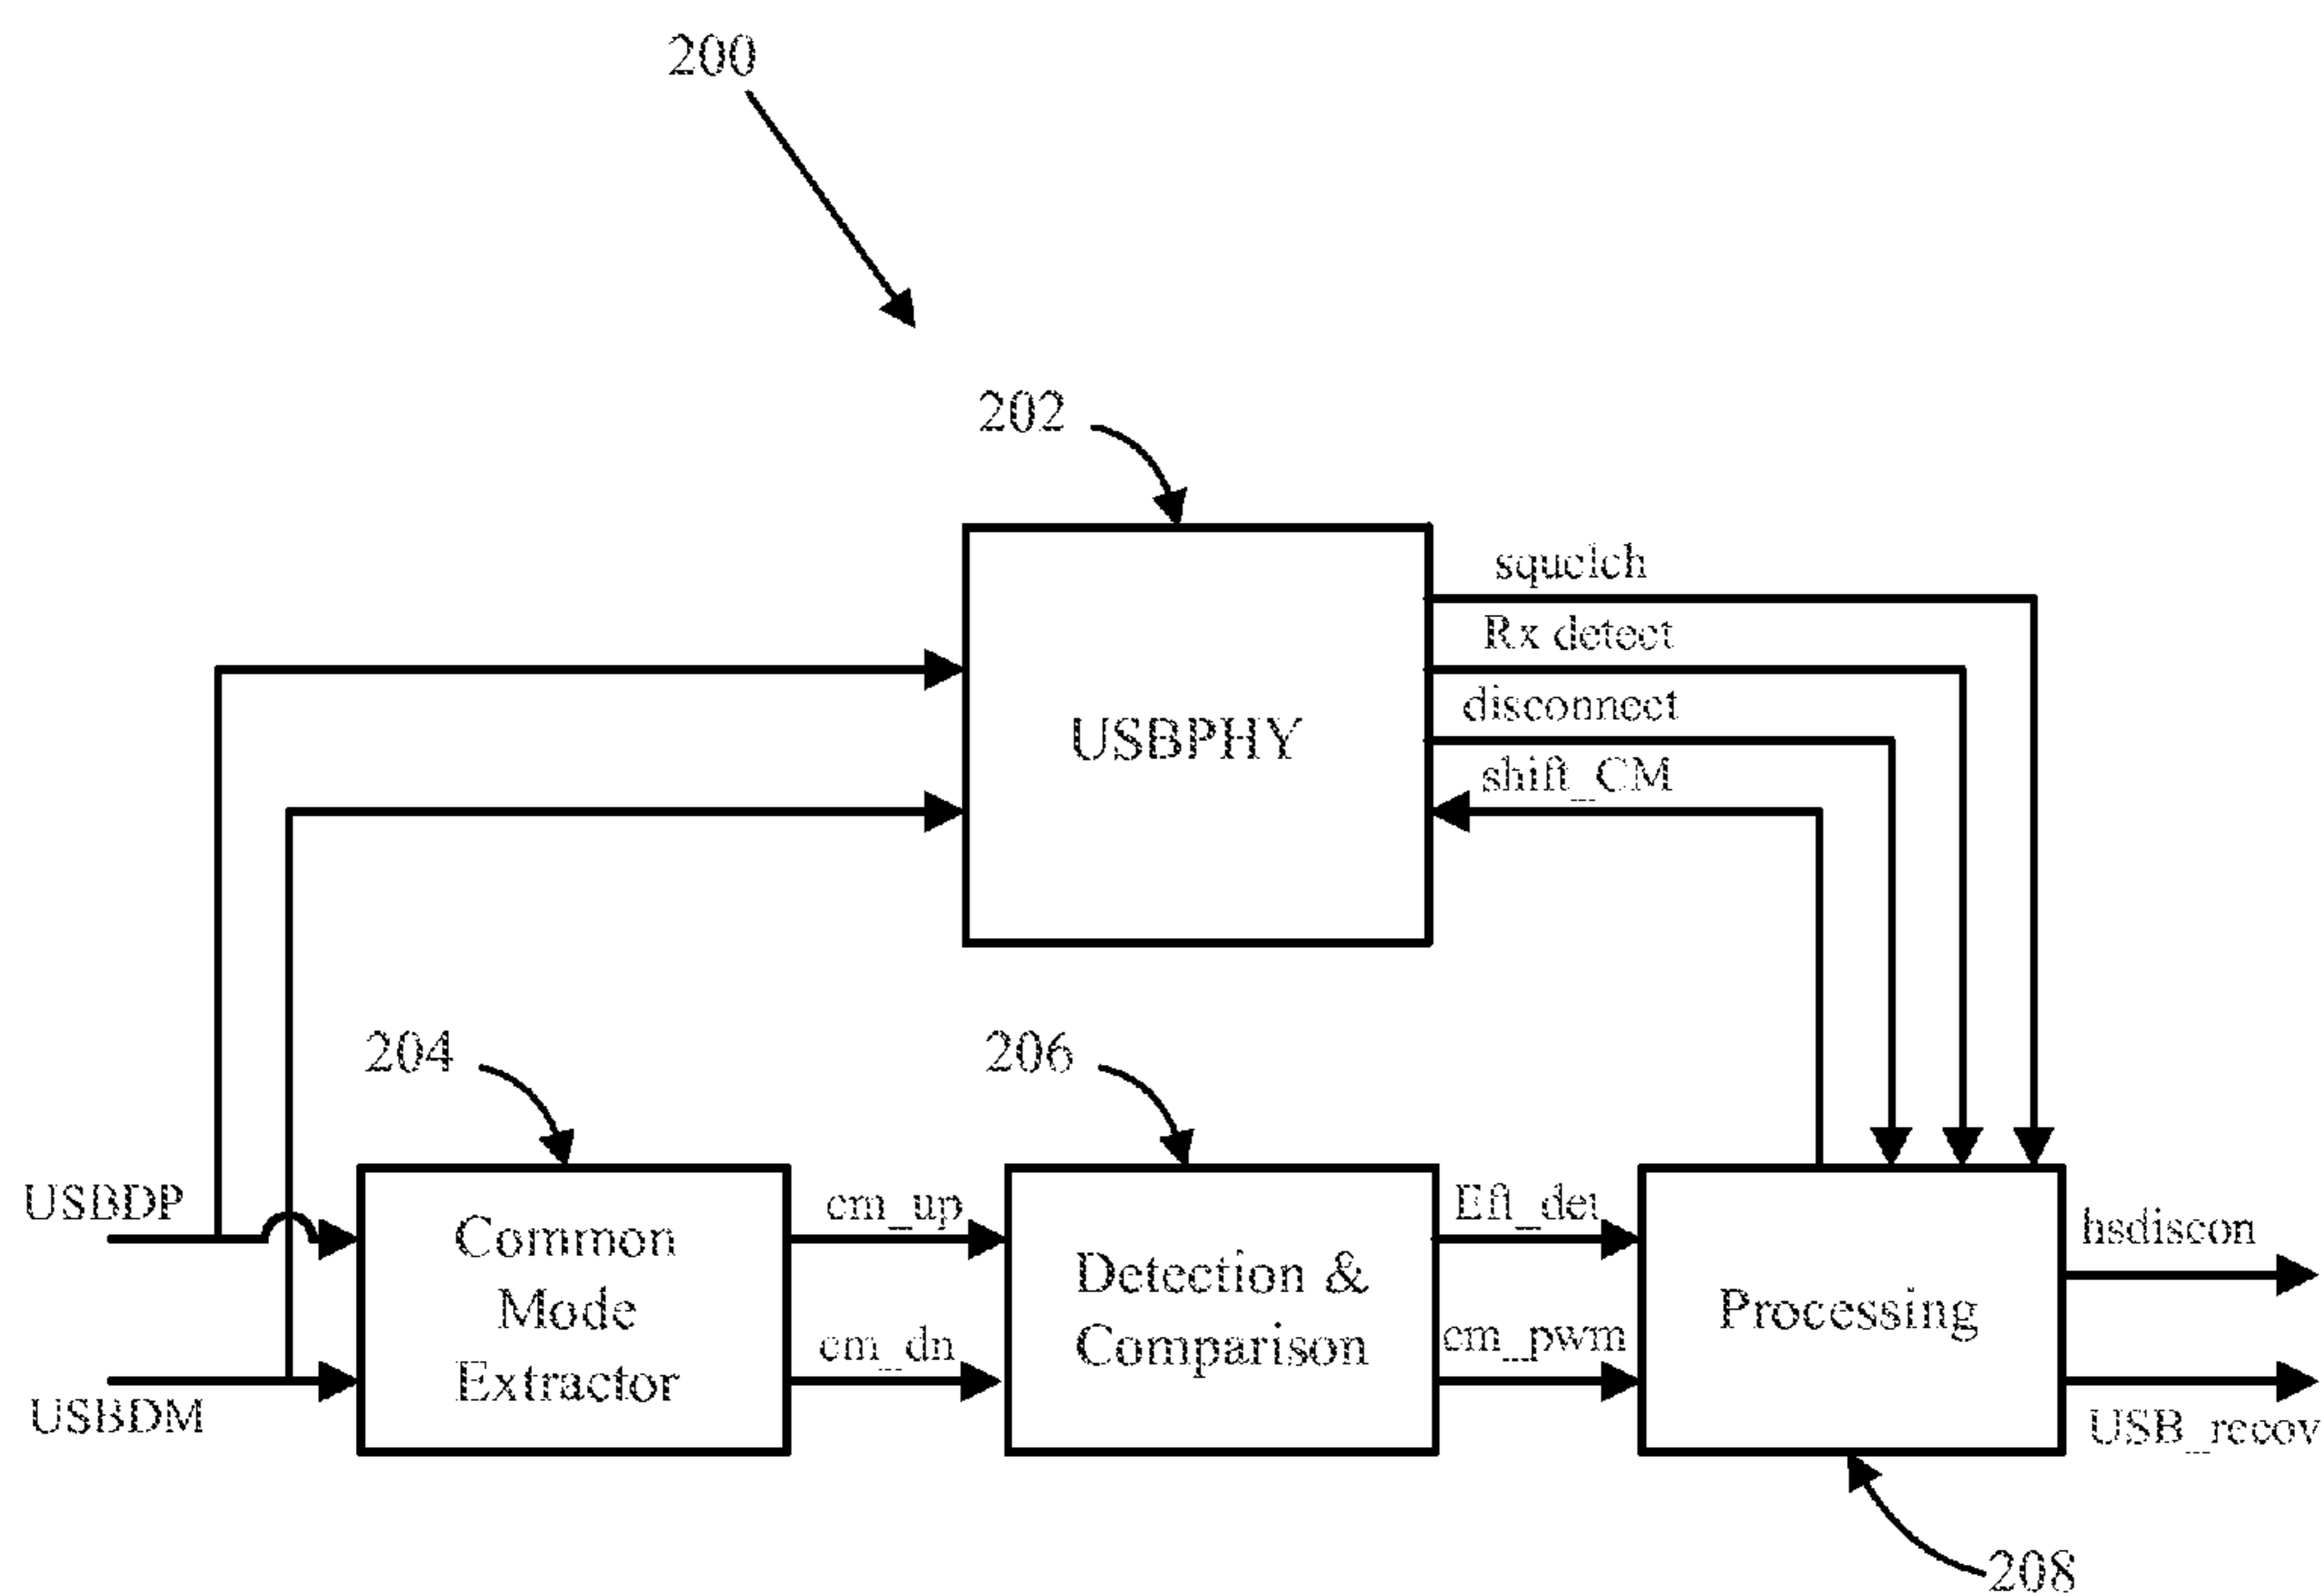 200
202
squelch
Rx detect
disconnect
shift_CM
USBPHY
204
206
USBDP
USBDM
Common
Mode
Extractor
cm_up
cm_dn
Detection &
Comparison
Eft_det
cm_pwm
Processing
hsdiscon
USB_recov
208